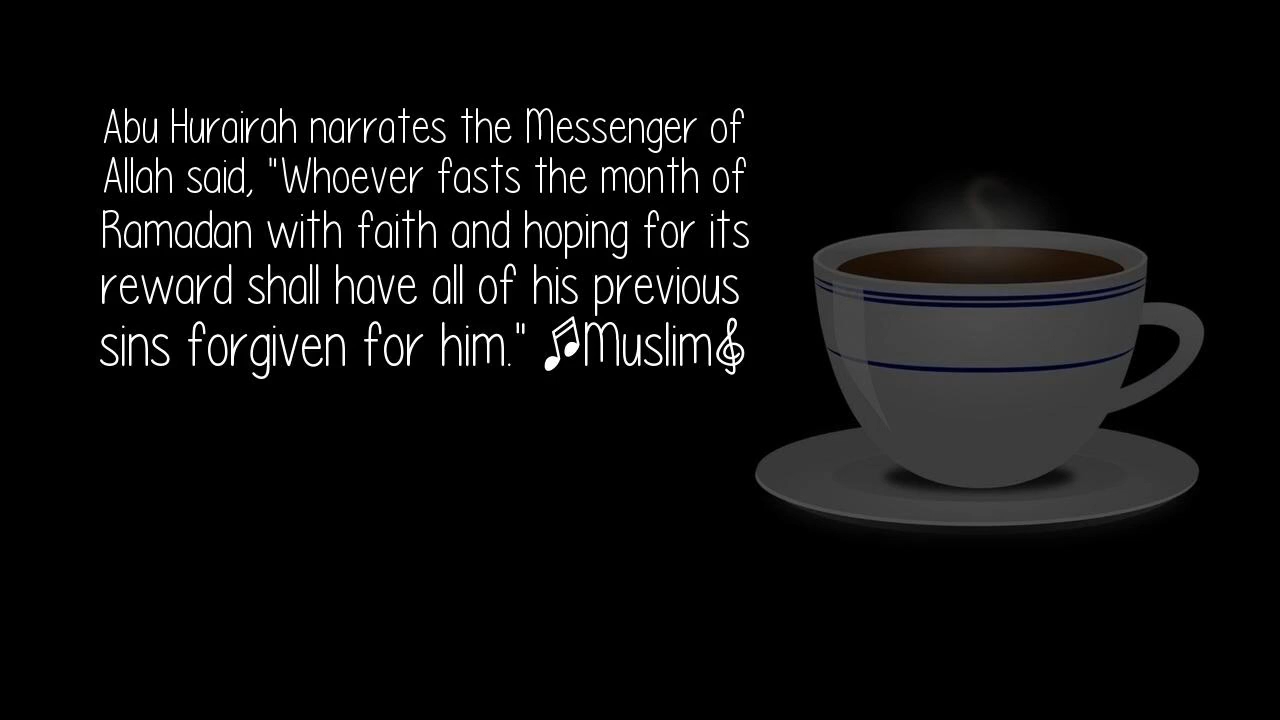 Abu Hurairah narrates the Messenger of
Allah said, "Whoever fasts the month of
Ramadan with faith and hoping for its
reward shall have all of his previous
sins forgiven for him." 🎵Muslim𝄞